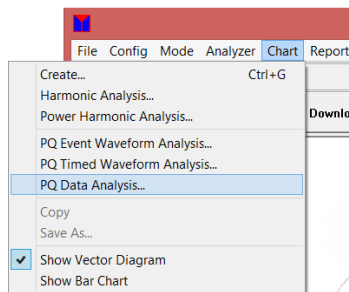 File Config Mode Analyzer Chart Report
Create... Ctrl+G
Harmonic Analysis...
Power Harmonic Analysis...
Downlo
PQ Event Waveform Analysis...
PQ Timed Waveform Analysis...
PQ Data Analysis...
Copy
Save As...
Show Vector Diagram
Show Bar Chart